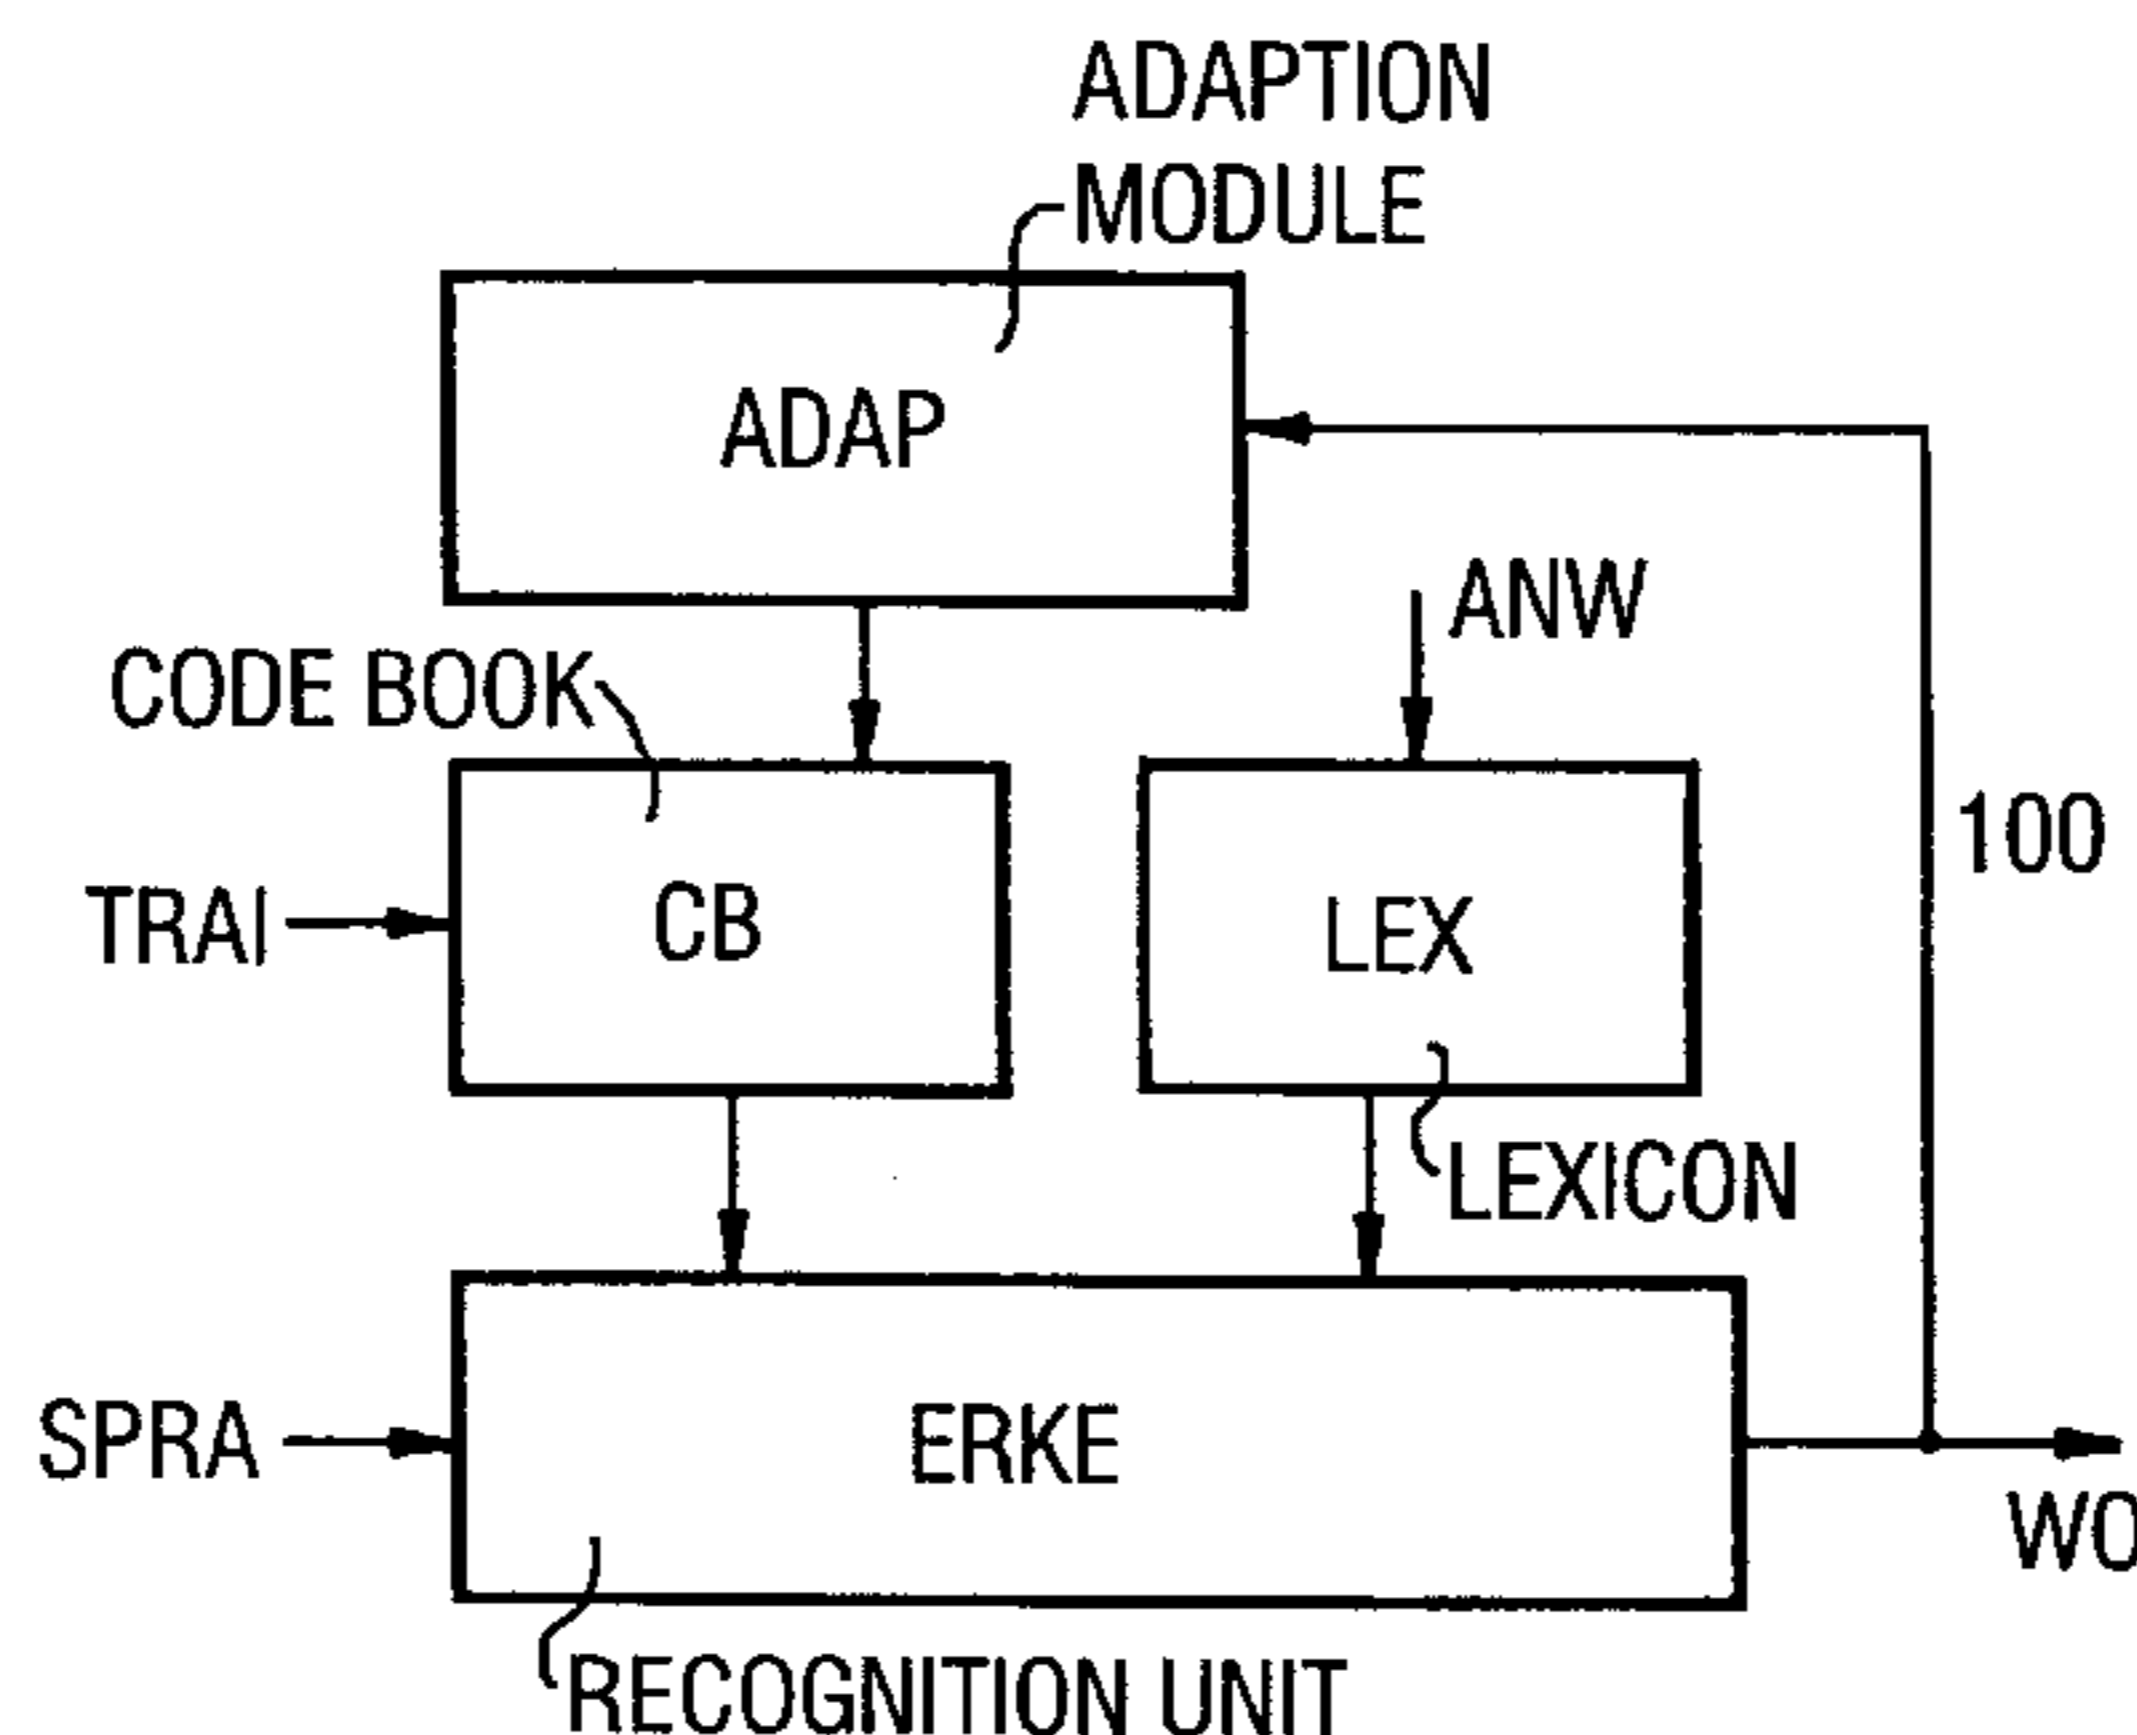 ADAPTION
MODULE
ADAP
ANW
CODE BOOK
100
TRAI
CB
LEX
LEXICON
SPRA
ERKE
WO
RECOGNITION UNIT